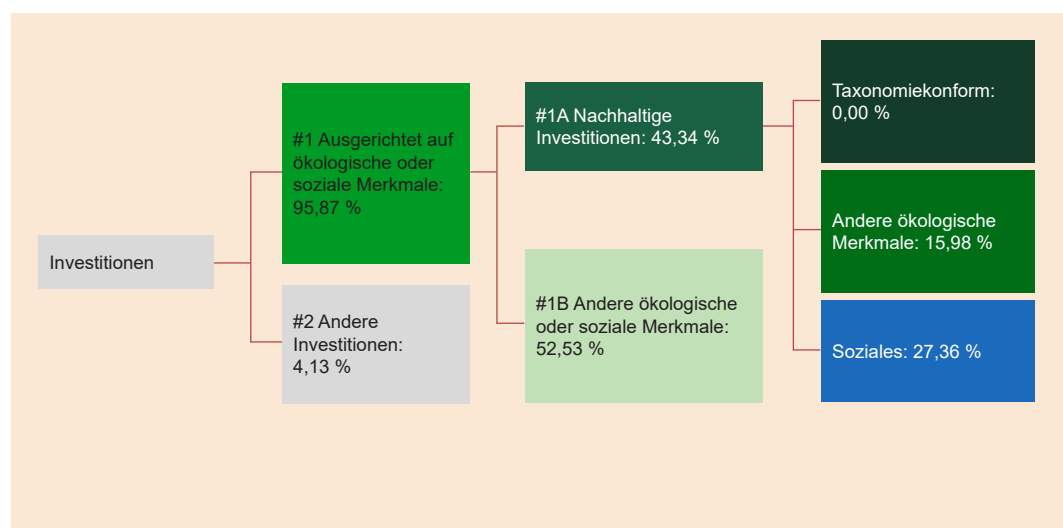 Investitionen
#1 Ausgerichtet auf
ökologische oder
soziale Merkmale:
95,87 %
#2 Andere
Investitionen:
4,13 %
#1A Nachhaltige
Investitionen: 43,34 %
#1B Andere ökologische
oder soziale Merkmale:
52,53 %
Taxonomiekonform:
0,00 %
Andere ökologische
Merkmale: 15,98 %
Soziales: 27,36 %